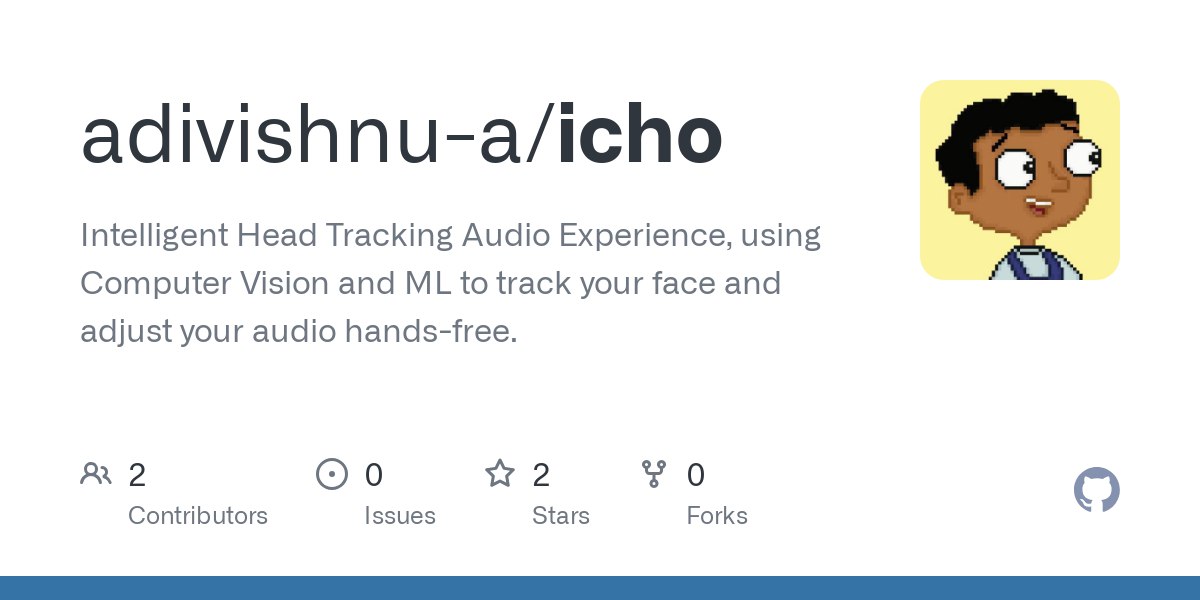 adivishnu-a/icho
Intelligent Head Tracking Audio Experience, using
Computer Vision and ML to track your face and
adjust your audio hands-free.
2
Contributors
0
Issues
2
Stars
0
Forks